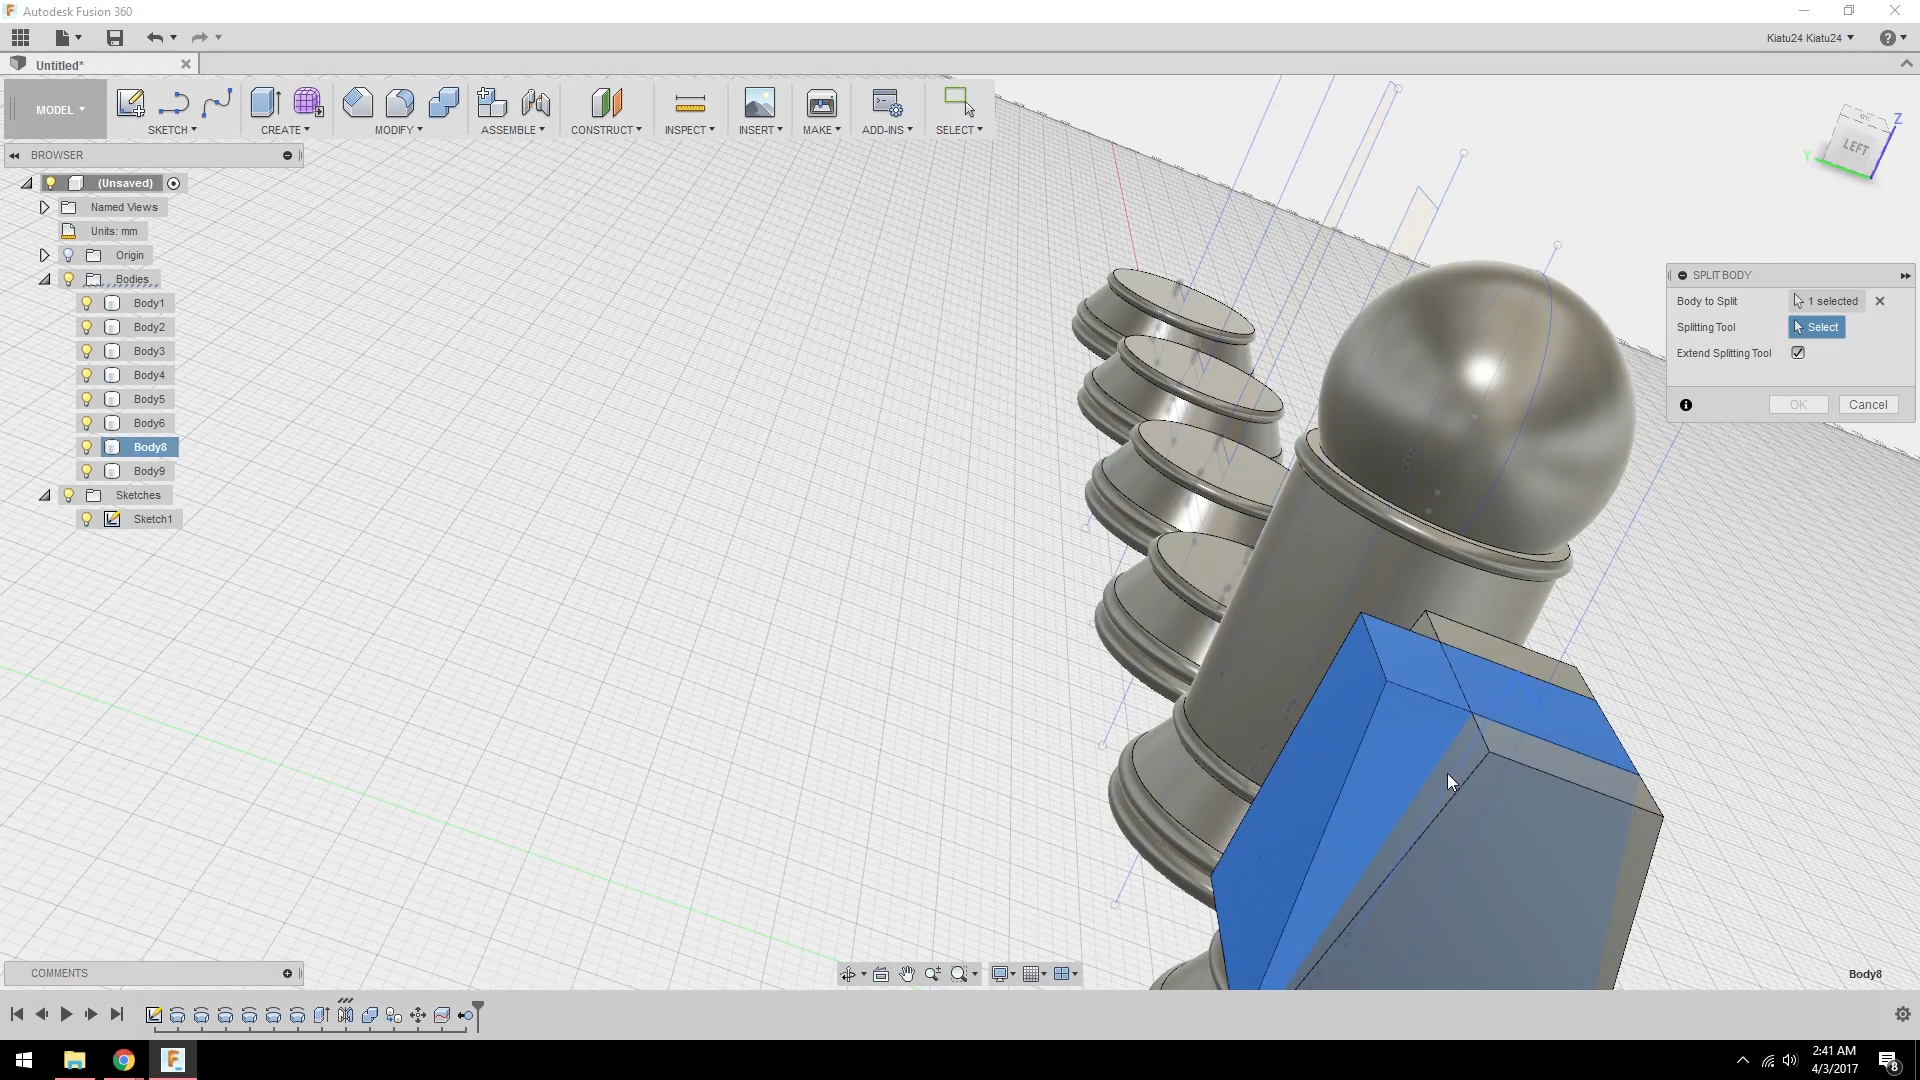 Autodesk Fusion 360
Kiatu24 Kiatu24
Untitled*
MODEL
SKETCH
CREATE
MODIFY
ASSEMBLE
CONSTRUCT
INSPECT
INSERT
MAKE
ADD-INS
SELECT
BROWSER
(Unsaved)
Named Views
Units: mm
Origin
Bodies
Body1
Body2
Body3
Body4
Body5
Body6
Body8
Body9
Sketches
Sketch1
Z
LEFT
Y
SPLIT BODY
Body to Split 1 selected
Splitting Tool Select
Extend Splitting Tool
OK Cancel
COMMENTS
Body8
2:41 AM
4/3/2017
8